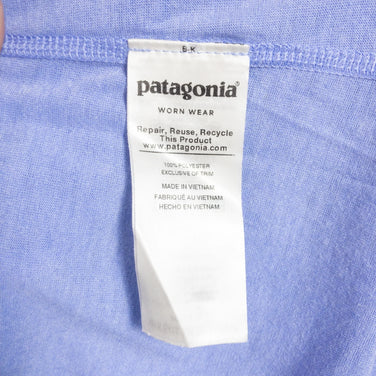 B-K
patagonia®
WORN WEAR
Repair, Reuse, Recycle
This Product
www.patagonia.com
100% POLYESTER
EXCLUSIVE OF TRIM
MADE IN VIETNAM
FABRIQUÉ AU VIETNAM
HECHO EN VIETNAM